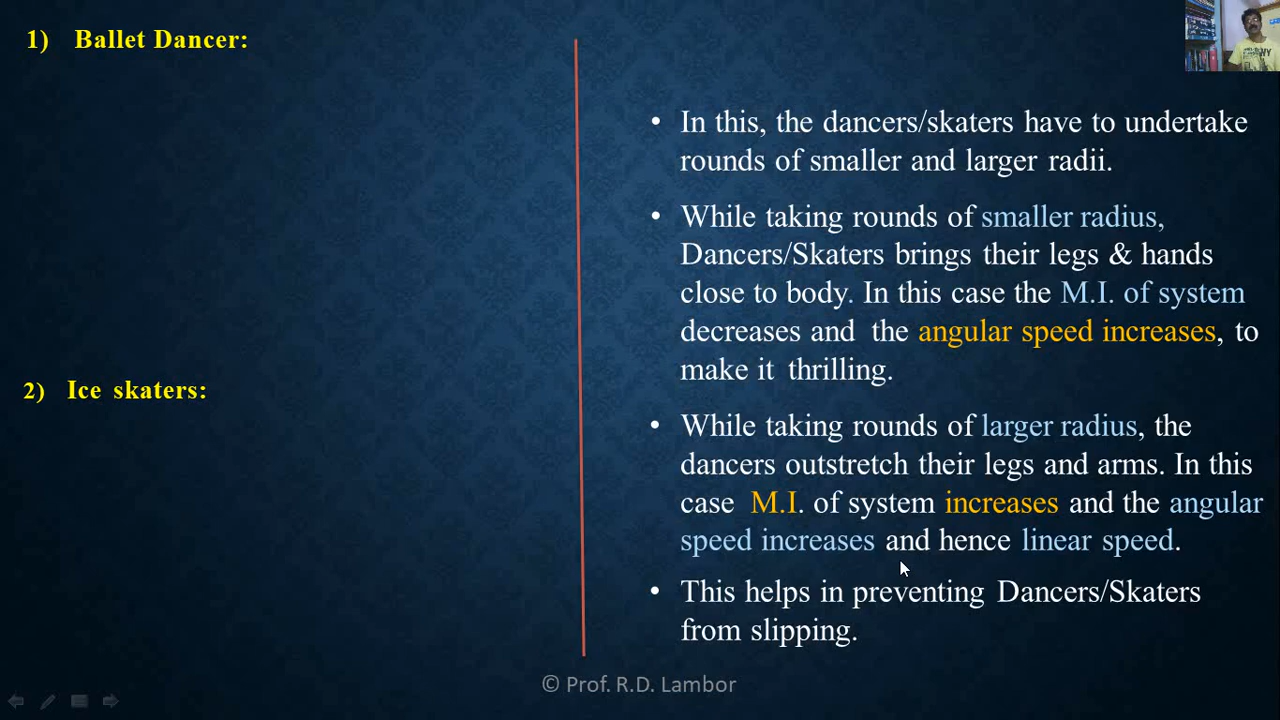 1) Ballet Dancer:
2) Ice skaters:
• In this, the dancers/skaters have to undertake
rounds of smaller and larger radii.
• While taking rounds of smaller radius,
Dancers/Skaters brings their legs & hands
close to body. In this case the M.I. of system
decreases and the angular speed increases, to
make it thrilling.
• While taking rounds of larger radius, the
dancers outstretch their legs and arms. In this
case M.I. of system increases and the angular
speed increases and hence linear speed.
• This helps in preventing Dancers/Skaters
from slipping.
© Prof. R.D. Lambor